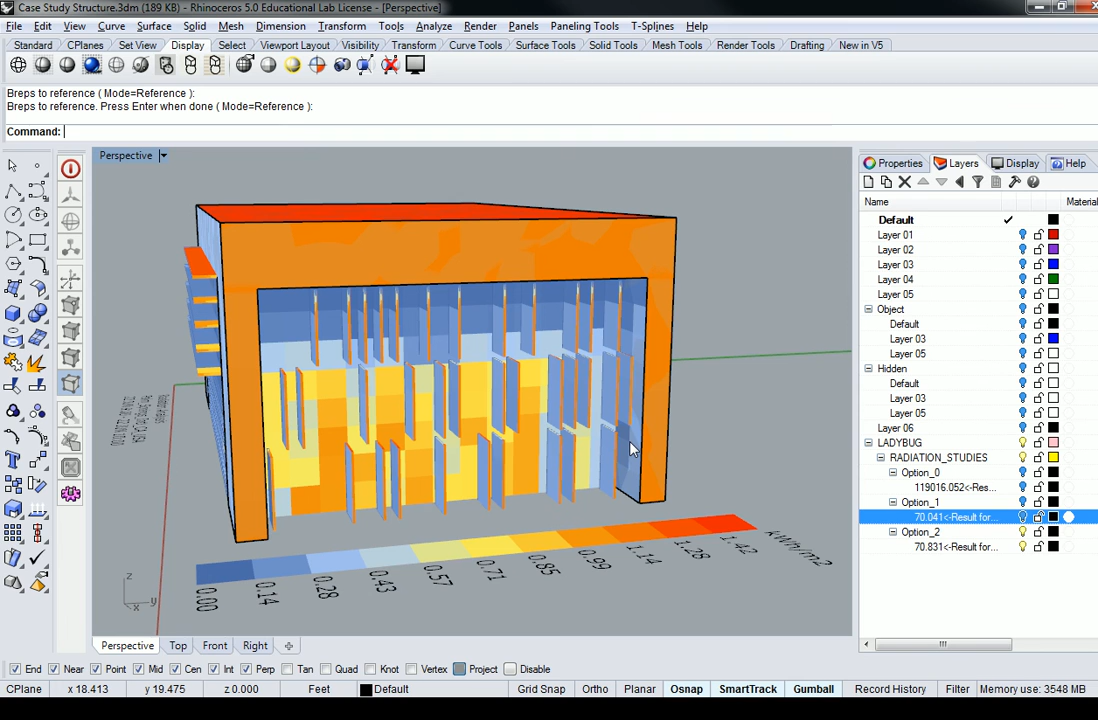 Case Study Structure.3dm (189 KB) - Rhinoceros 5.0 Educational Lab License - [Perspective]
File Edit View Curve Surface Solid Mesh Dimension Transform Tools Analyze Render Panels Paneling Tools T-Splines Help
Standard CPlanes Set View Display Select Viewport Layout Visibility Transform Curve Tools Surface Tools Solid Tools Mesh Tools Render Tools Drafting New in V5
Breps to reference ( Mode=Reference ):
Breps to reference. Press Enter when done ( Mode=Reference ):
Command:
Perspective
Properties Layers Display Help
Name Material
Default
Layer 01
Layer 02
Layer 03
Layer 04
Layer 05
Object
Default
Layer 03
Layer 05
Hidden
Default
Layer 03
Layer 05
Layer 06
LADYBUG
RADIATION_STUDIES
Option_0
119016.052<-Res...
Option_1
70.041<-Result for...
Option_2
70.831<-Result for...
0.00 0.14 0.28 0.43 0.57 0.71 0.85 0.99 1.14 1.28 1.42 kWh/m2
z
x y
Perspective Top Front Right
End Near Point Mid Cen Int Perp Tan Quad Knot Vertex Project Disable
CPlane x 18.413 y 19.475 z 0.000 Feet Default Grid Snap Ortho Planar Osnap SmartTrack Gumball Record History Filter Memory use: 3548 MB